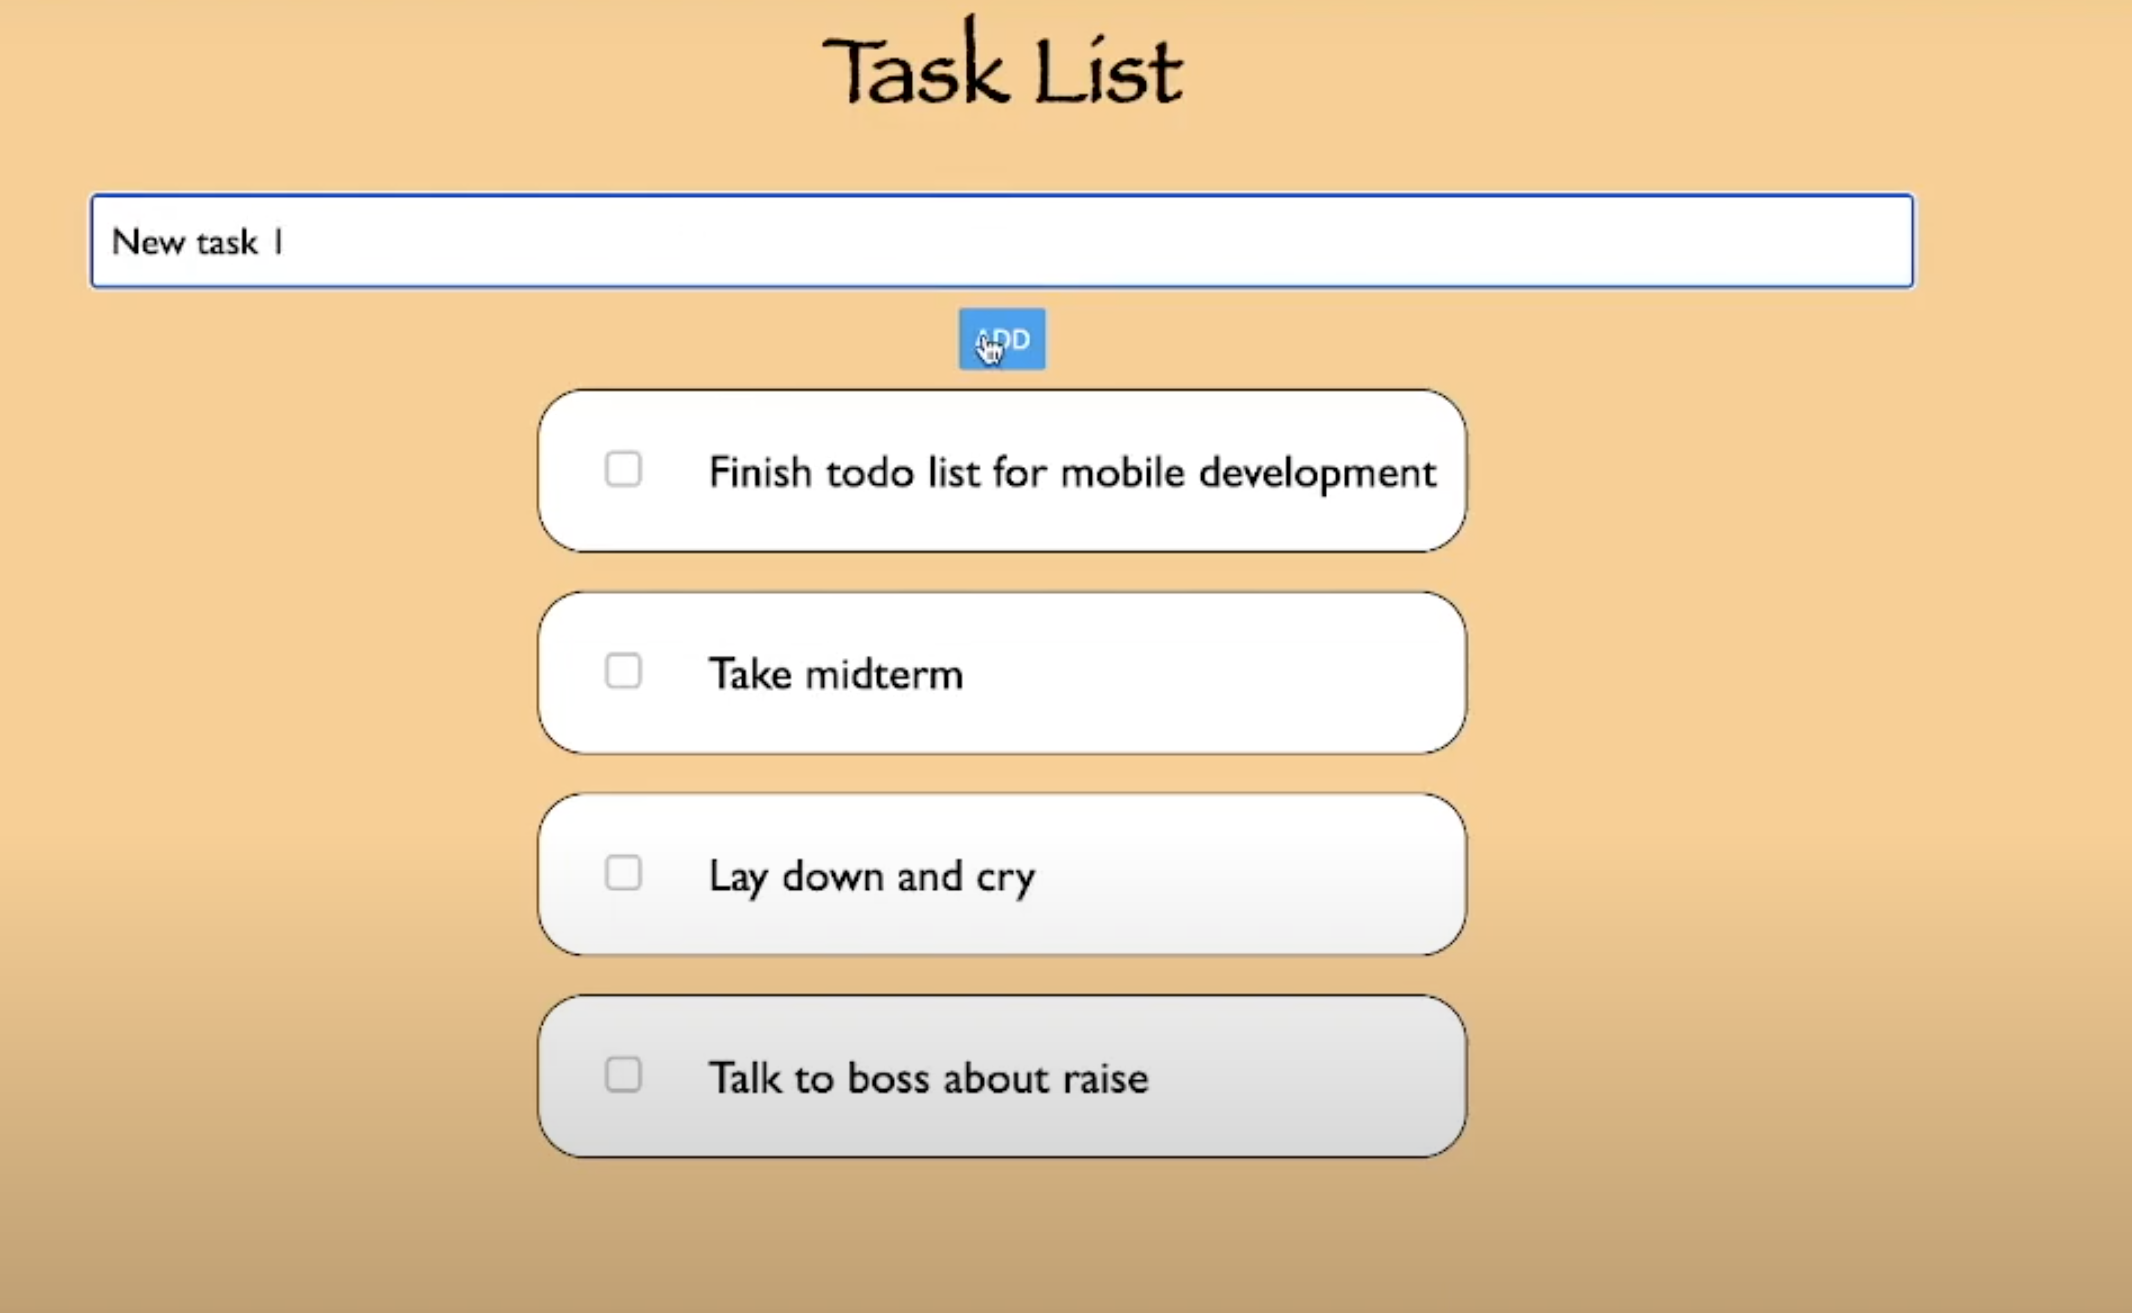 Task List
New task 1
ADD
Finish todo list for mobile development
Take midterm
Lay down and cry
Talk to boss about raise